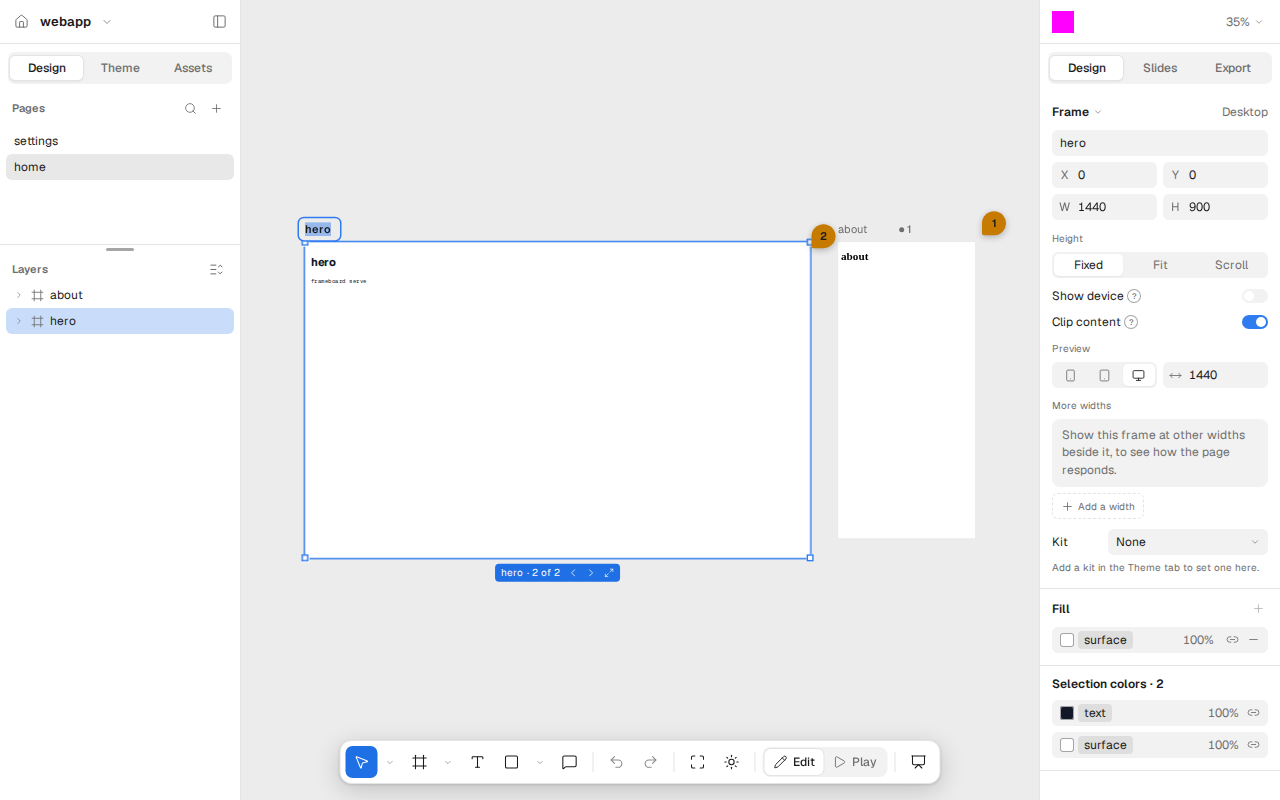 webapp
Design
Theme
Assets
Pages
settings
home
Layers
about
hero
hero
2
about
1
1
hero
frameboard serve
about
hero · 2 of 2
Edit
Play
35%
Design
Slides
Export
Frame
Desktop
hero
X 0
Y 0
W 1440
H 900
Height
Fixed
Fit
Scroll
Show device ?
Clip content ?
Preview
1440
More widths
Show this frame at other widths
beside it, to see how the page
responds.
Add a width
Kit
None
Add a kit in the Theme tab to set one here.
Fill
surface
100%
Selection colors · 2
text
100%
surface
100%